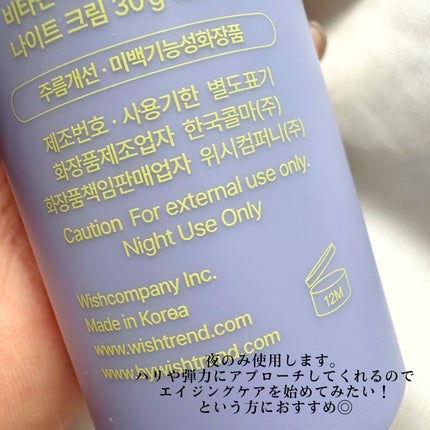 비타민
나이트 크림 30g
주름개선 · 미백기능성화장품
제조번호 · 사용기한 별도표기
화장품제조업자 한국콜마(주)
화장품책임판매업자 위시컴퍼니(주)
Caution For external use only.
Night Use Only
Wishcompany Inc.
Made in Korea
www.wishtrend.com
www.bywishtrend.com
12M
夜のみ使用します。
ハリや弾力にアプローチしてくれるので
エイジングケアを始めてみたい！
という方におすすめ◎